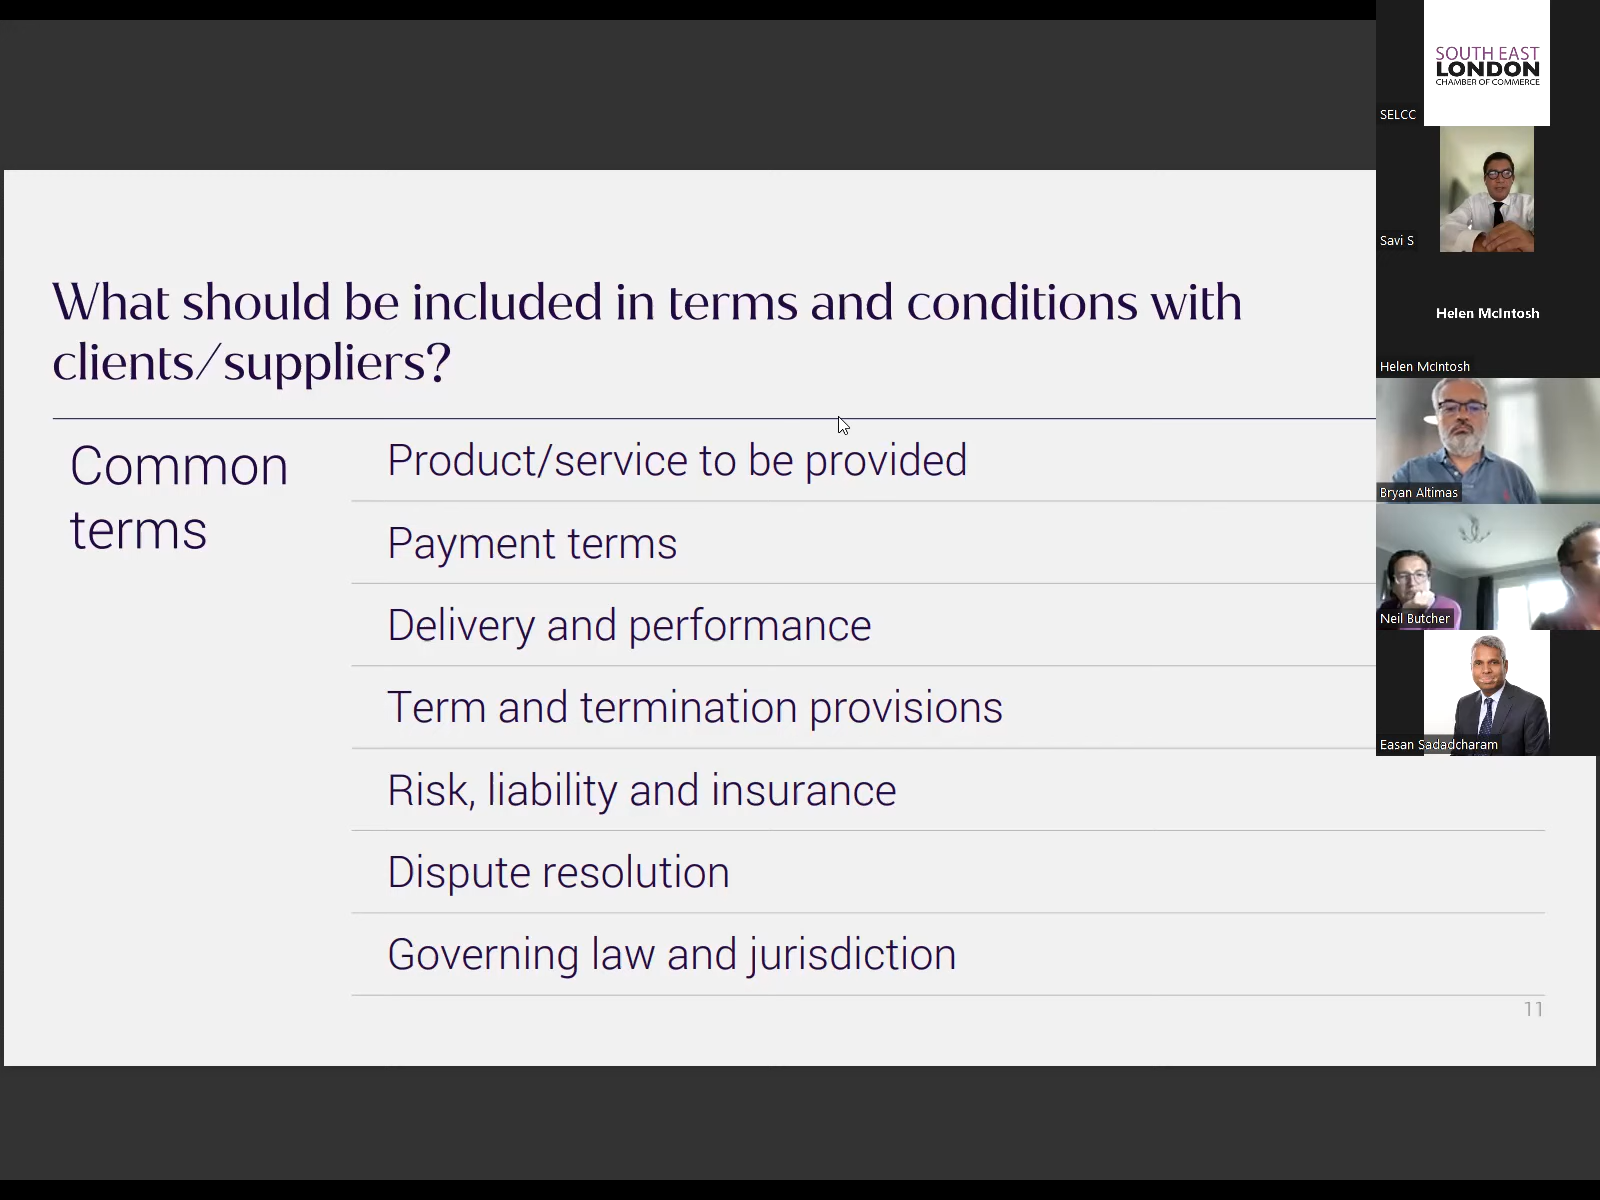 What should be included in terms and conditions with
clients/suppliers?
Common
terms
Product/service to be provided
Payment terms
Delivery and performance
Term and termination provisions
Risk, liability and insurance
Dispute resolution
Governing law and jurisdiction
11
SOUTH EAST
LONDON
CHAMBER OF COMMERCE
SELCC
Savi S
Helen McIntosh
Helen McIntosh
Bryan Altimas
Neil Butcher
Easan Sadadcharam